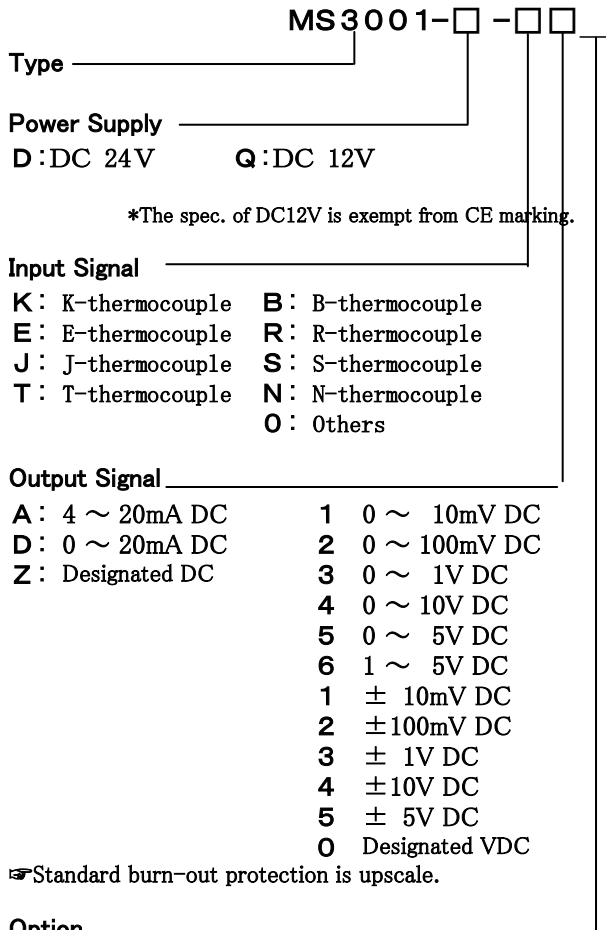 MS3001-□ -□□
Type
Power Supply
D:DC 24V Q:DC 12V
*The spec. of DC12V is exempt from CE marking.
Input Signal
K: K-thermocouple B: B-thermocouple
E: E-thermocouple R: R-thermocouple
J: J-thermocouple S: S-thermocouple
T: T-thermocouple N: N-thermocouple
0: Others
Output Signal
A: 4 ~ 20mA DC 1 0 ~ 10mV DC
D: 0 ~ 20mA DC 2 0 ~ 100mV DC
Z: Designated DC 3 0 ~ 1V DC
4 0 ~ 10V DC
5 0 ~ 5V DC
6 1 ~ 5V DC
1 ± 10mV DC
2 ±100mV DC
3 ± 1V DC
4 ±10V DC
5 ± 5V DC
0 Designated VDC
☞Standard burn-out protection is upscale.
Option